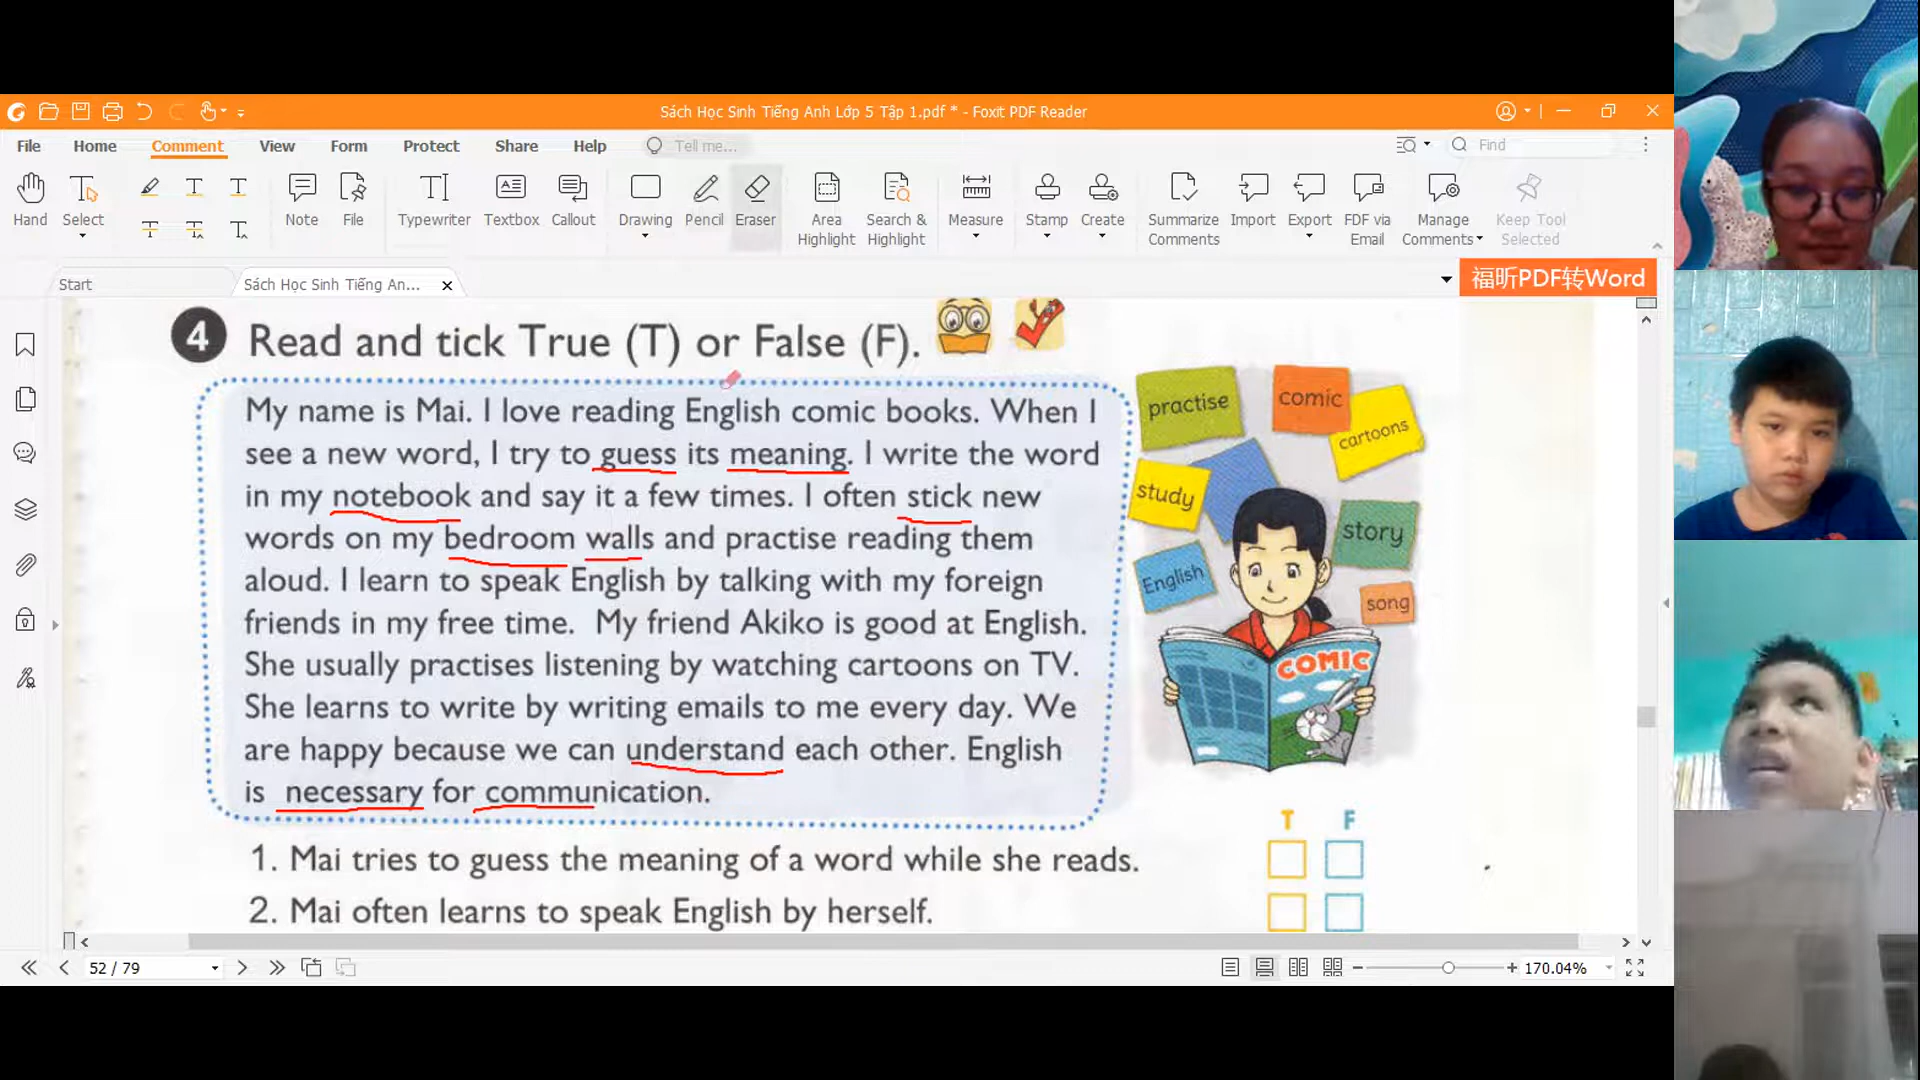 Sách Học Sinh Tiếng Anh Lớp 5 Tập 1.pdf * - Foxit PDF Reader
File Home Comment View Form Protect Share Help Tell me... Find
Hand Select Note File Typewriter Textbox Callout Drawing Pencil Eraser Area Highlight Search & Highlight Measure Stamp Create Summarize Comments Import Export FDF via Email Manage Comments Keep Tool Selected
Start Sách Học Sinh Tiếng An... 福昕PDF转Word
4 Read and tick True (T) or False (F).
My name is Mai. I love reading English comic books. When I
see a new word, I try to guess its meaning. I write the word
in my notebook and say it a few times. I often stick new
words on my bedroom walls and practise reading them
aloud. I learn to speak English by talking with my foreign
friends in my free time. My friend Akiko is good at English.
She usually practises listening by watching cartoons on TV.
She learns to write by writing emails to me every day. We
are happy because we can understand each other. English
is necessary for communication.
practise
comic
cartoons
study
story
English
song
COMIC
T F
1. Mai tries to guess the meaning of a word while she reads.
2. Mai often learns to speak English by herself.
52 / 79 170.04%